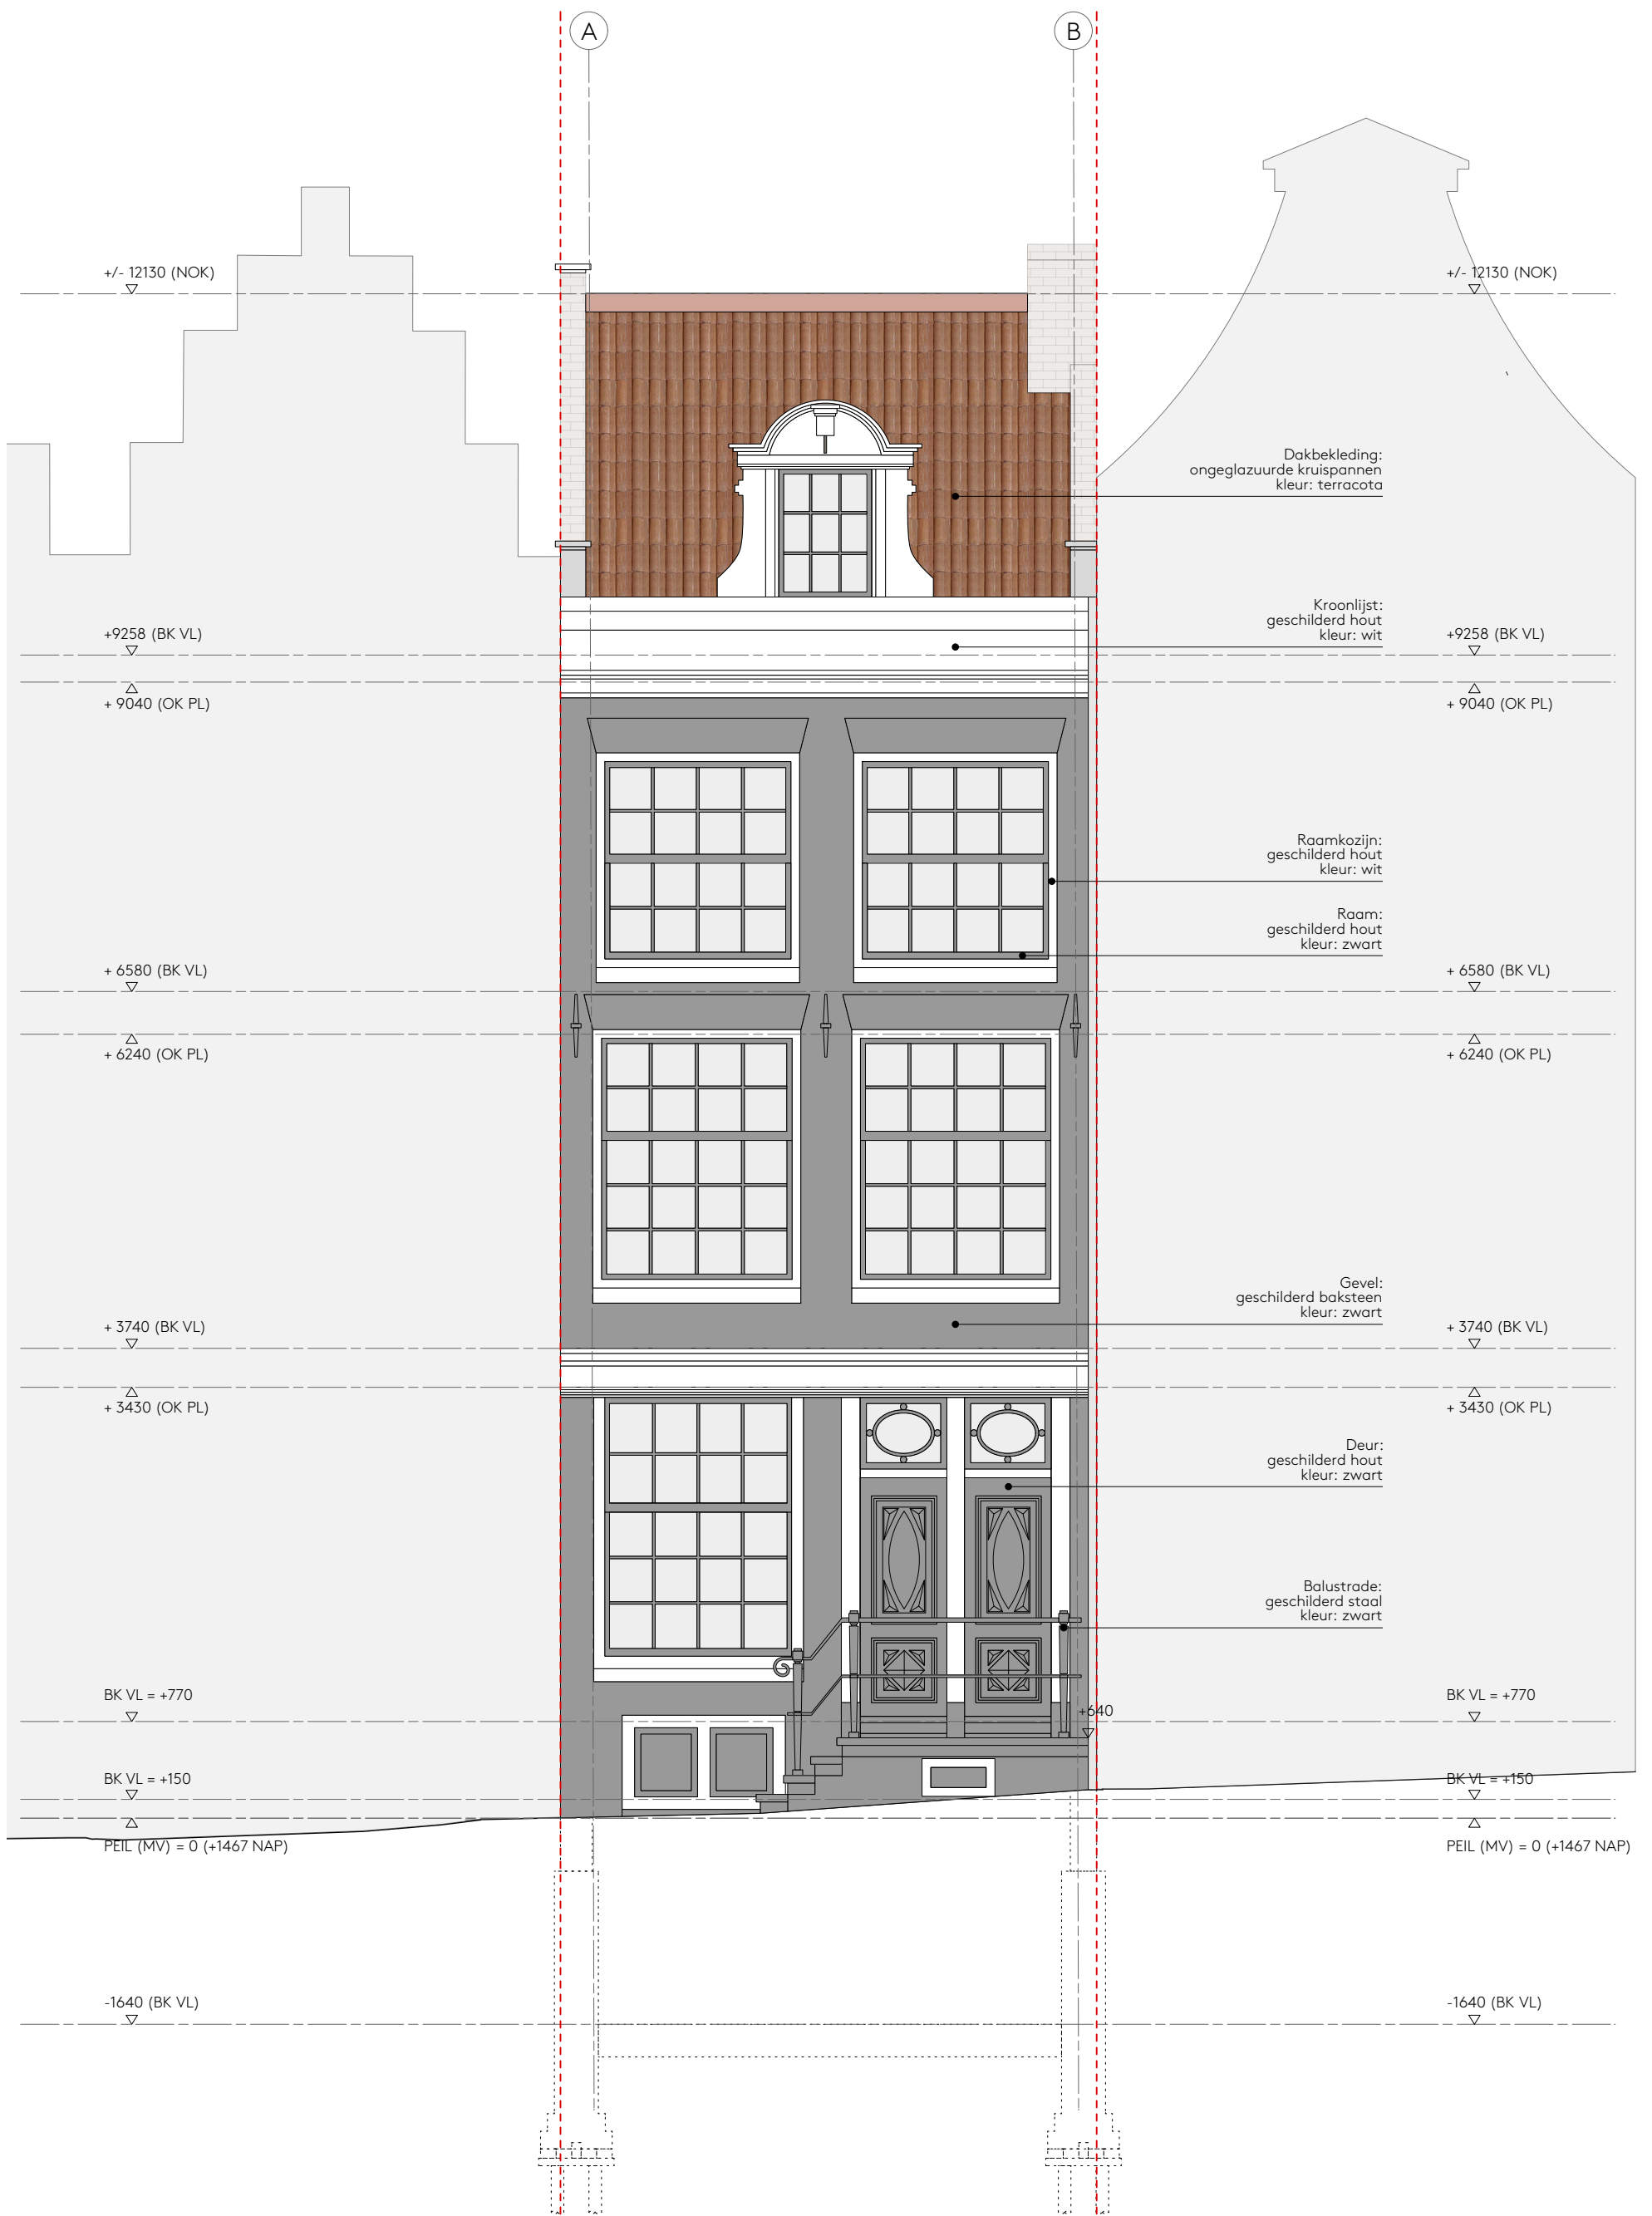 A
B
+/- 12130 (NOK)
+/- 12130 (NOK)
Dakbekleding:
ongeglazuurde kruispannen
kleur: terracota
Kroonlijst:
geschilderd hout
kleur: wit
+9258 (BK VL)
+9258 (BK VL)
+ 9040 (OK PL)
+ 9040 (OK PL)
Raamkozijn:
geschilderd hout
kleur: wit
Raam:
geschilderd hout
kleur: zwart
+ 6580 (BK VL)
+ 6580 (BK VL)
+ 6240 (OK PL)
+ 6240 (OK PL)
Gevel:
geschilderd baksteen
kleur: zwart
+ 3740 (BK VL)
+ 3740 (BK VL)
+ 3430 (OK PL)
+ 3430 (OK PL)
Deur:
geschilderd hout
kleur: zwart
Balustrade:
geschilderd staal
kleur: zwart
BK VL = +770
BK VL = +770
+640
BK VL = +150
BK VL = +150
PEIL (MV) = 0 (+1467 NAP)
PEIL (MV) = 0 (+1467 NAP)
-1640 (BK VL)
-1640 (BK VL)